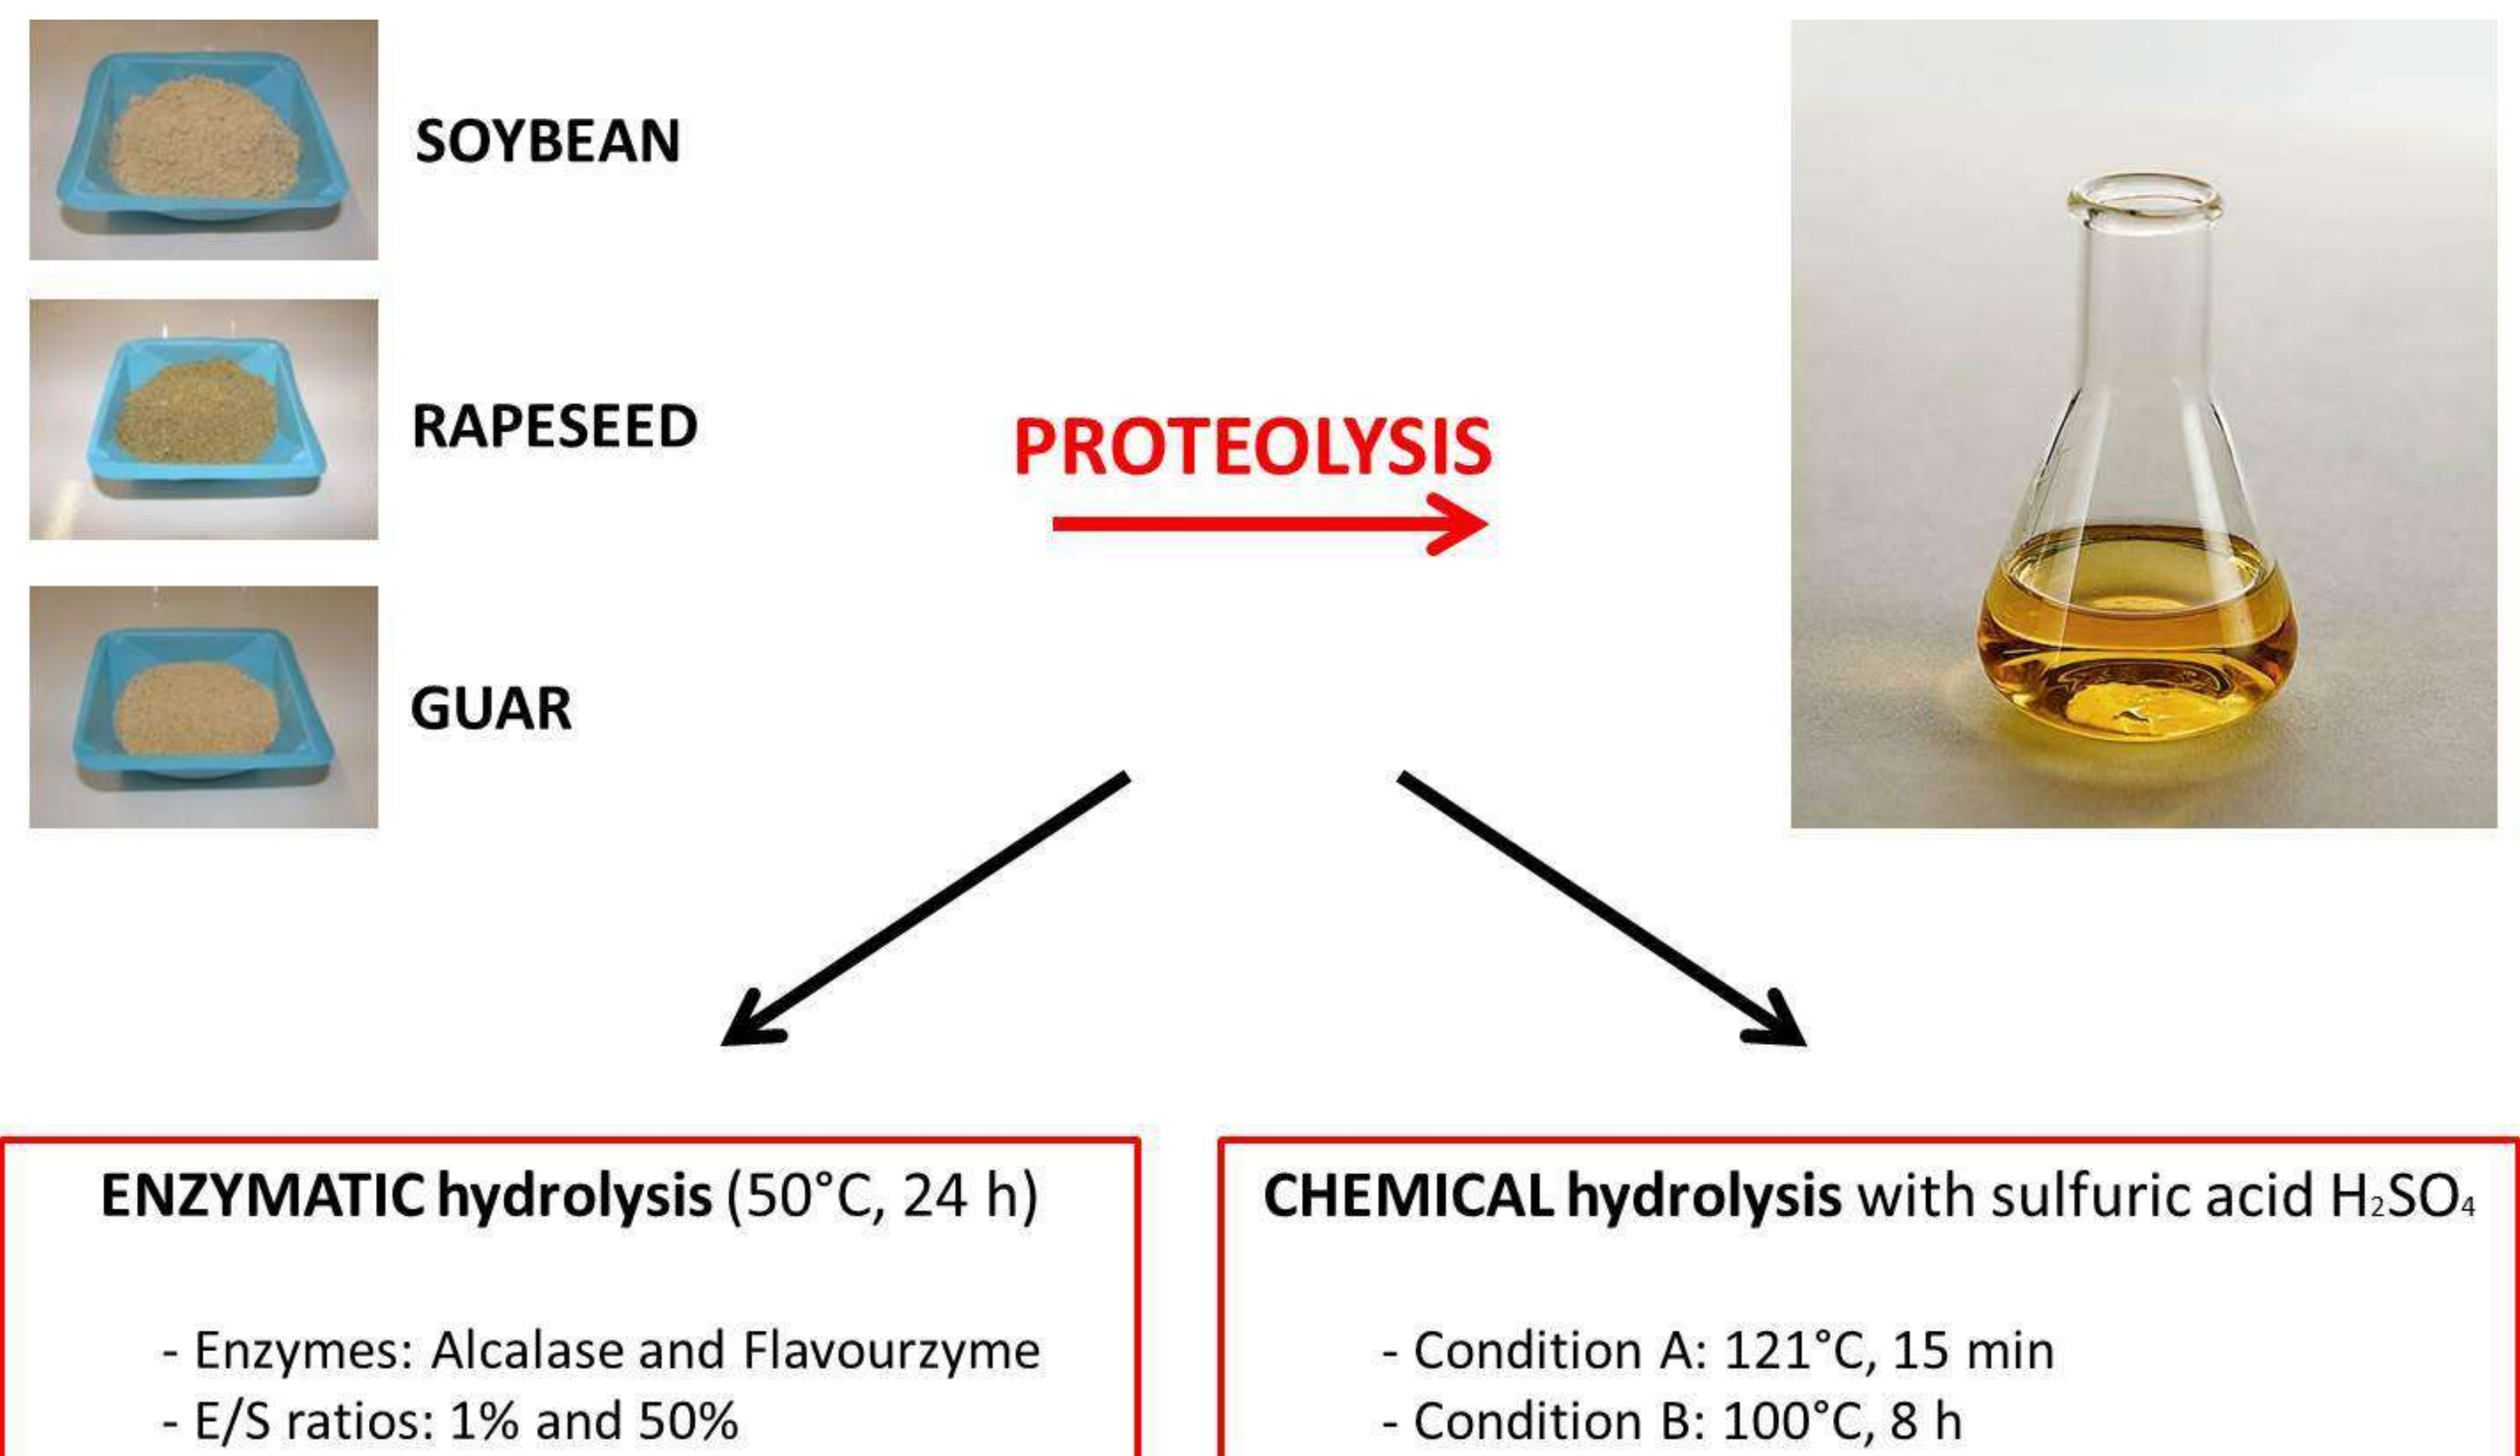 SOYBEAN
RAPESEED
PROTEOLYSIS
GUAR
ENZYMATIC hydrolysis (50°C, 24 h)
- Enzymes: Alcalase and Flavourzyme
- E/S ratios: 1% and 50%
CHEMICAL hydrolysis with sulfuric acid H₂SO₄
- Condition A: 121°C, 15 min
- Condition B: 100°C, 8 h